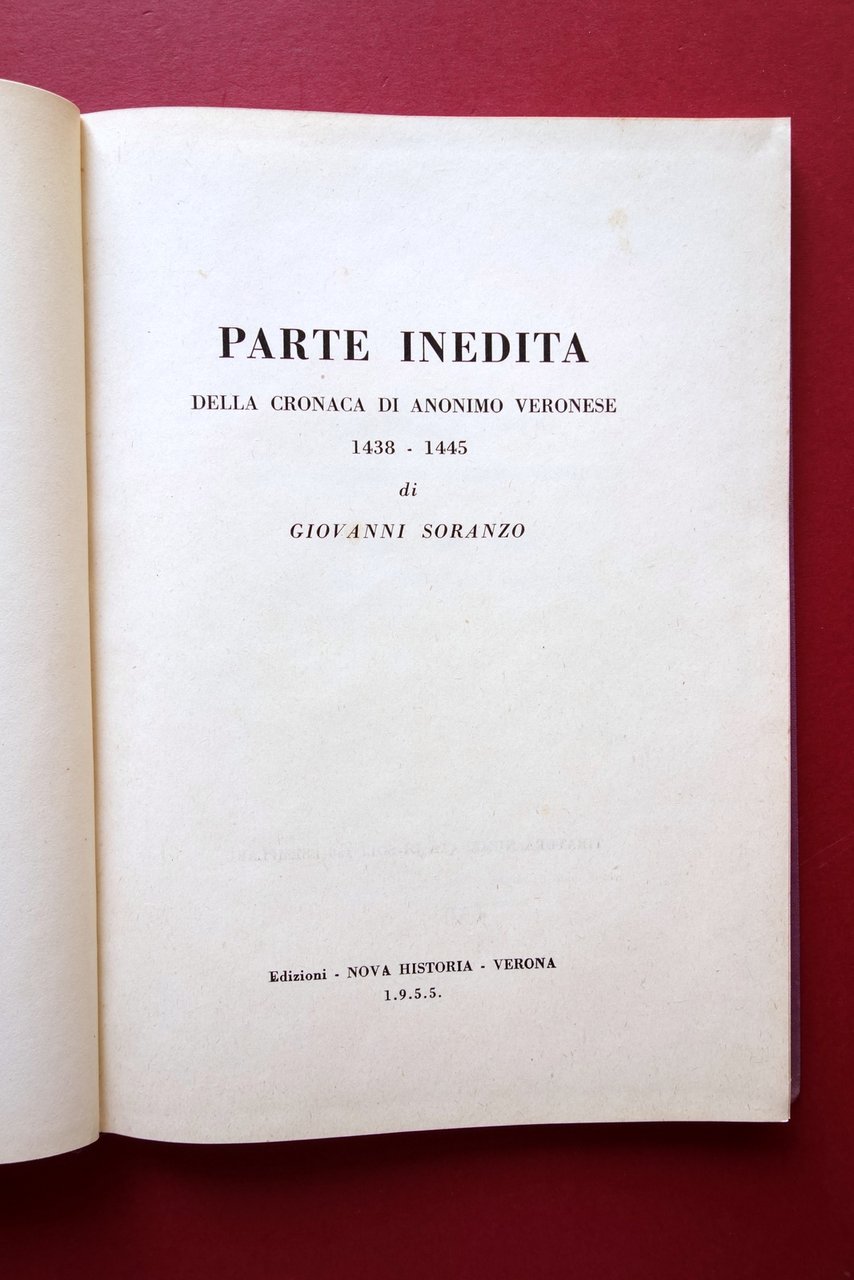 PARTE INEDITA
DELLA CRONACA DI ANONIMO VERONESE
1438 - 1445
di
GIOVANNI SORANZO
Edizioni - NOVA HISTORIA - VERONA
1.9.5.5.